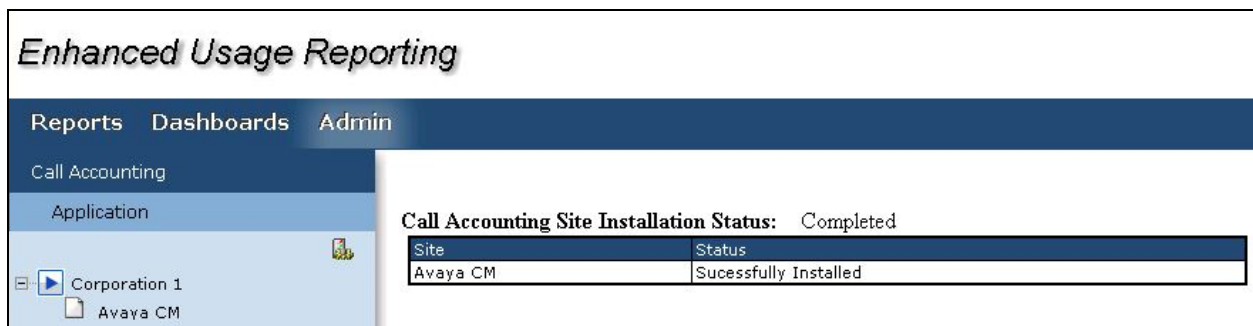 Enhanced Usage Reporting
Reports Dashboards Admin
Call Accounting
Application
Corporation 1
Avaya CM
Call Accounting Site Installation Status: Completed
Site Status
Avaya CM Sucessfully Installed